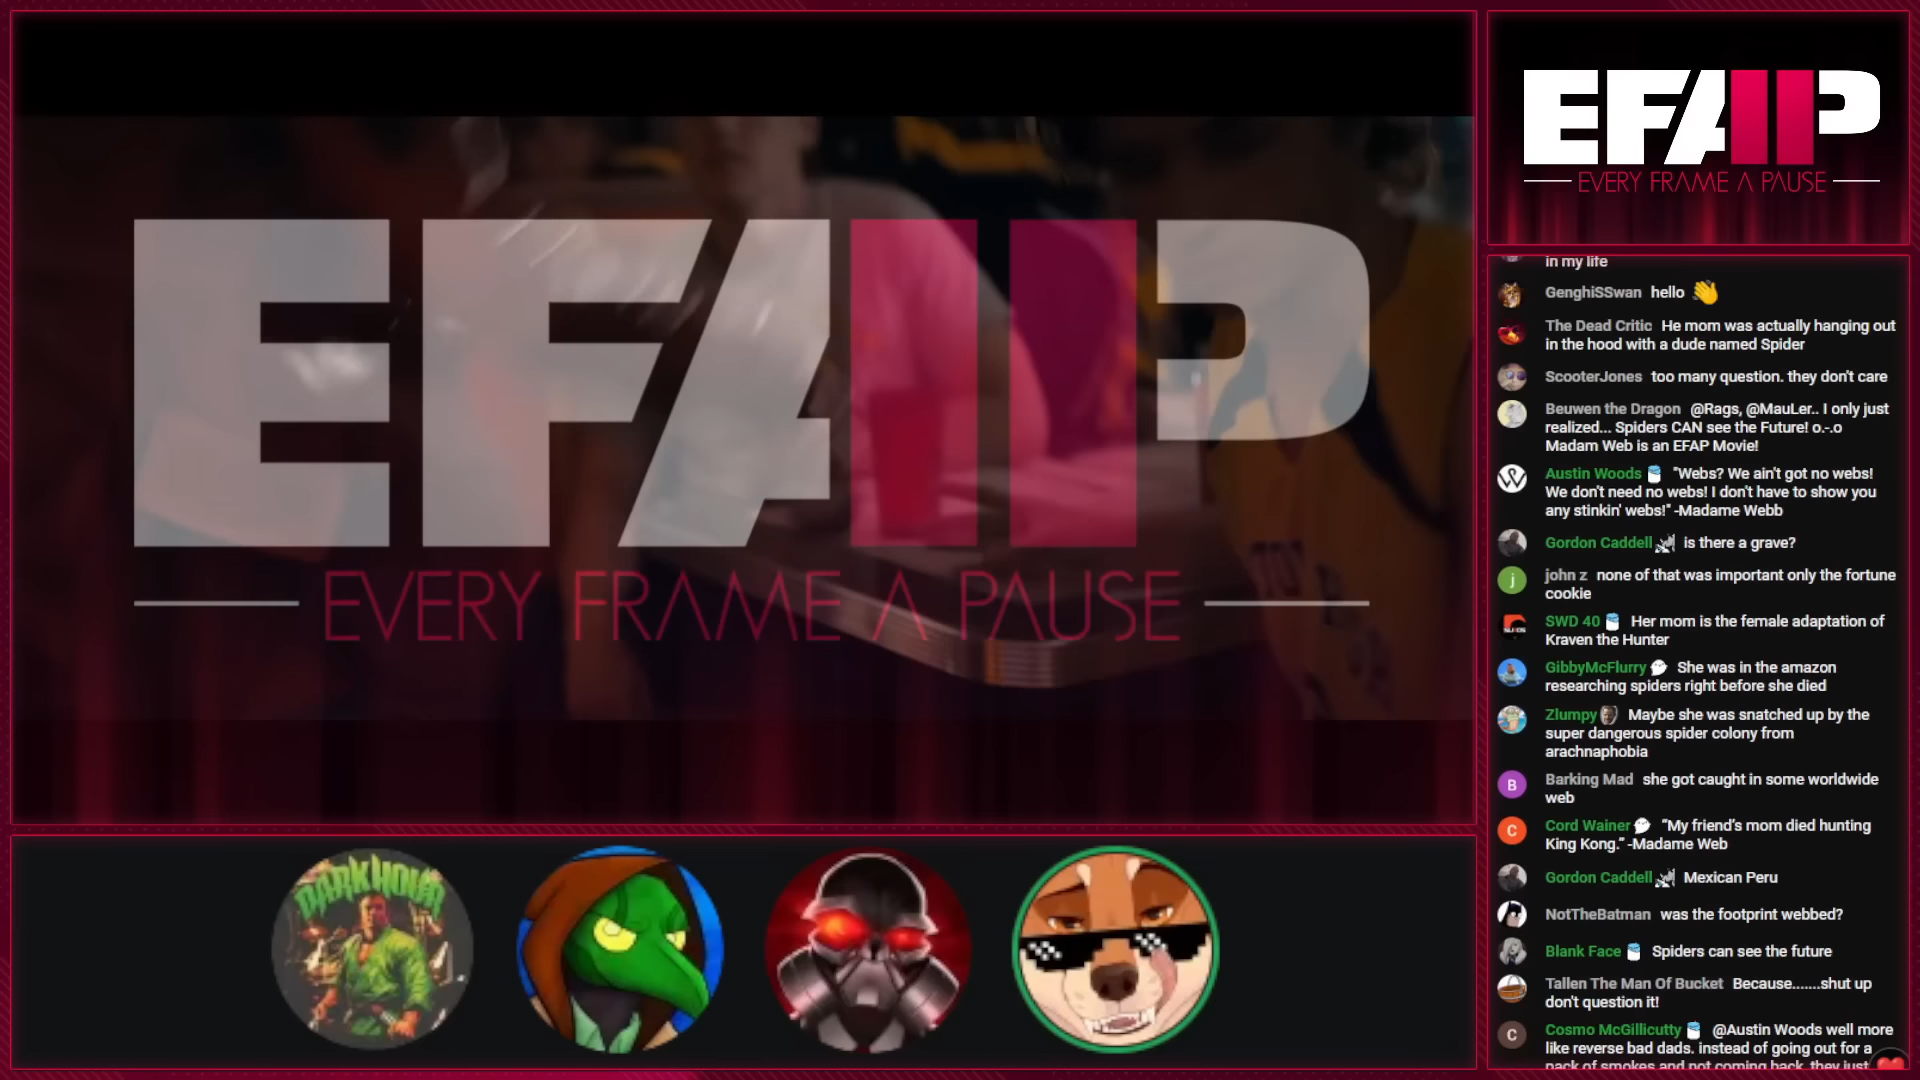 EFAP
EVERY FRAME A PAUSE
EFAP
EVERY FRAME A PAUSE
in my life
GenghiSSwan hello 👋
The Dead Critic He mom was actually hanging out
in the hood with a dude named Spider
ScooterJones too many question. they don't care
Beuwen the Dragon @Rags, @MauLer.. I only just
realized... Spiders CAN see the Future! o.-.o
Madam Web is an EFAP Movie!
Austin Woods "Webs? We ain't got no webs!
We don't need no webs! I don't have to show you
any stinkin' webs!" -Madame Webb
Gordon Caddell is there a grave?
j
john z none of that was important only the fortune
cookie
SWD 40 Her mom is the female adaptation of
Kraven the Hunter
GibbyMcFlurry She was in the amazon
researching spiders right before she died
Zlumpy Maybe she was snatched up by the
super dangerous spider colony from
arachnaphobia
B
Barking Mad she got caught in some worldwide
web
C
Cord Wainer "My friend's mom died hunting
King Kong." -Madame Web
Gordon Caddell Mexican Peru
NotTheBatman was the footprint webbed?
Blank Face Spiders can see the future
Tallen The Man Of Bucket Because.......shut up
don't question it!
C
Cosmo McGillicutty @Austin Woods well more
like reverse bad dads. instead of going out for a
pack of smokes and not coming back, they just
DARK HOUR